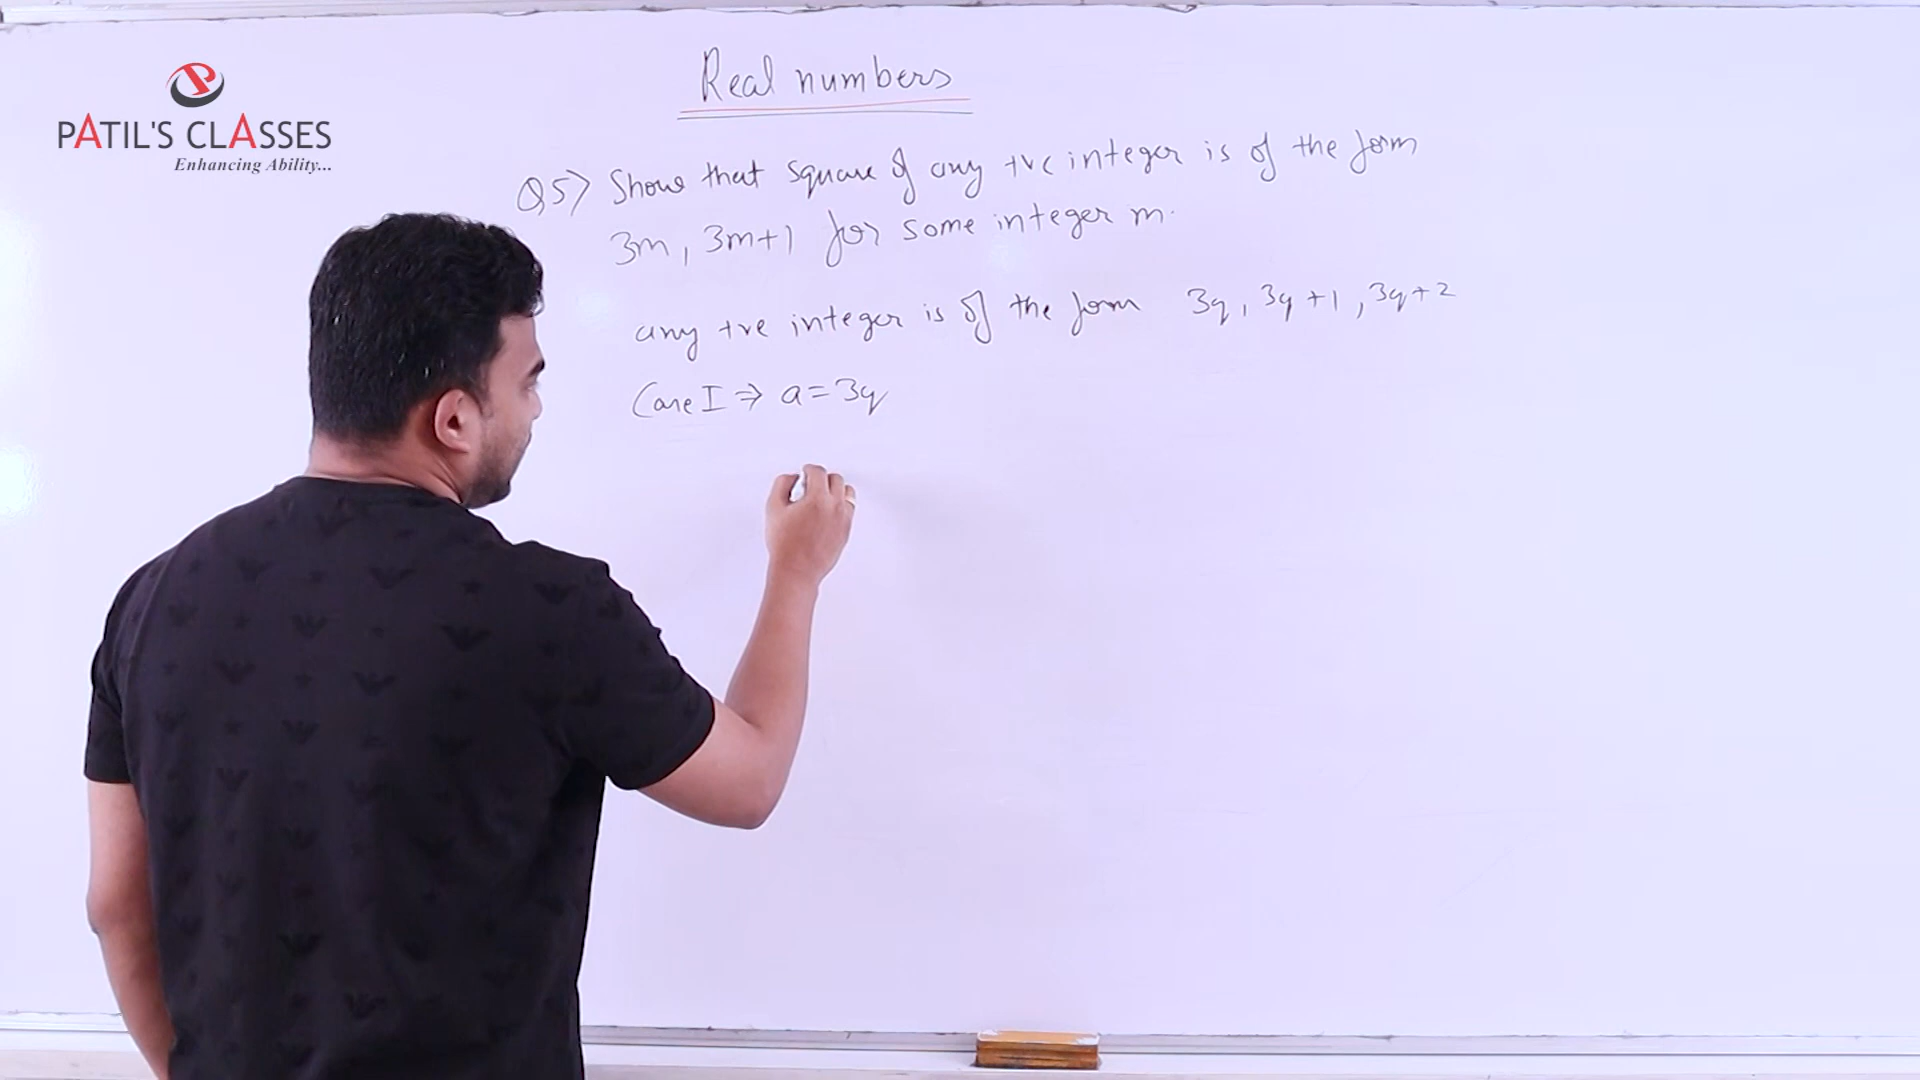 PATIL'S CLASSES
Enhancing Ability...
Real numbers
Q5> Show that square of any +ve integer is of the form
3m, 3m+1 for some integer m.
any +ve integer is of the form 3q, 3q+1, 3q+2
Case I ⇒ a=3q